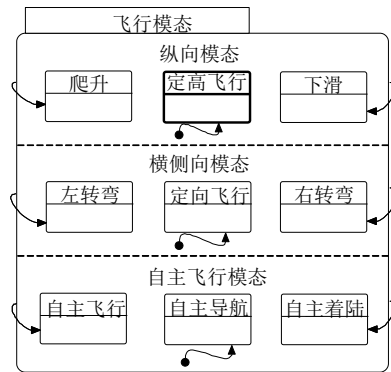 飞行模态
纵向模态
爬升 定高飞行 下滑
横侧向模态
左转弯 定向飞行 右转弯
自主飞行模态
自主飞行 自主导航 自主着陆